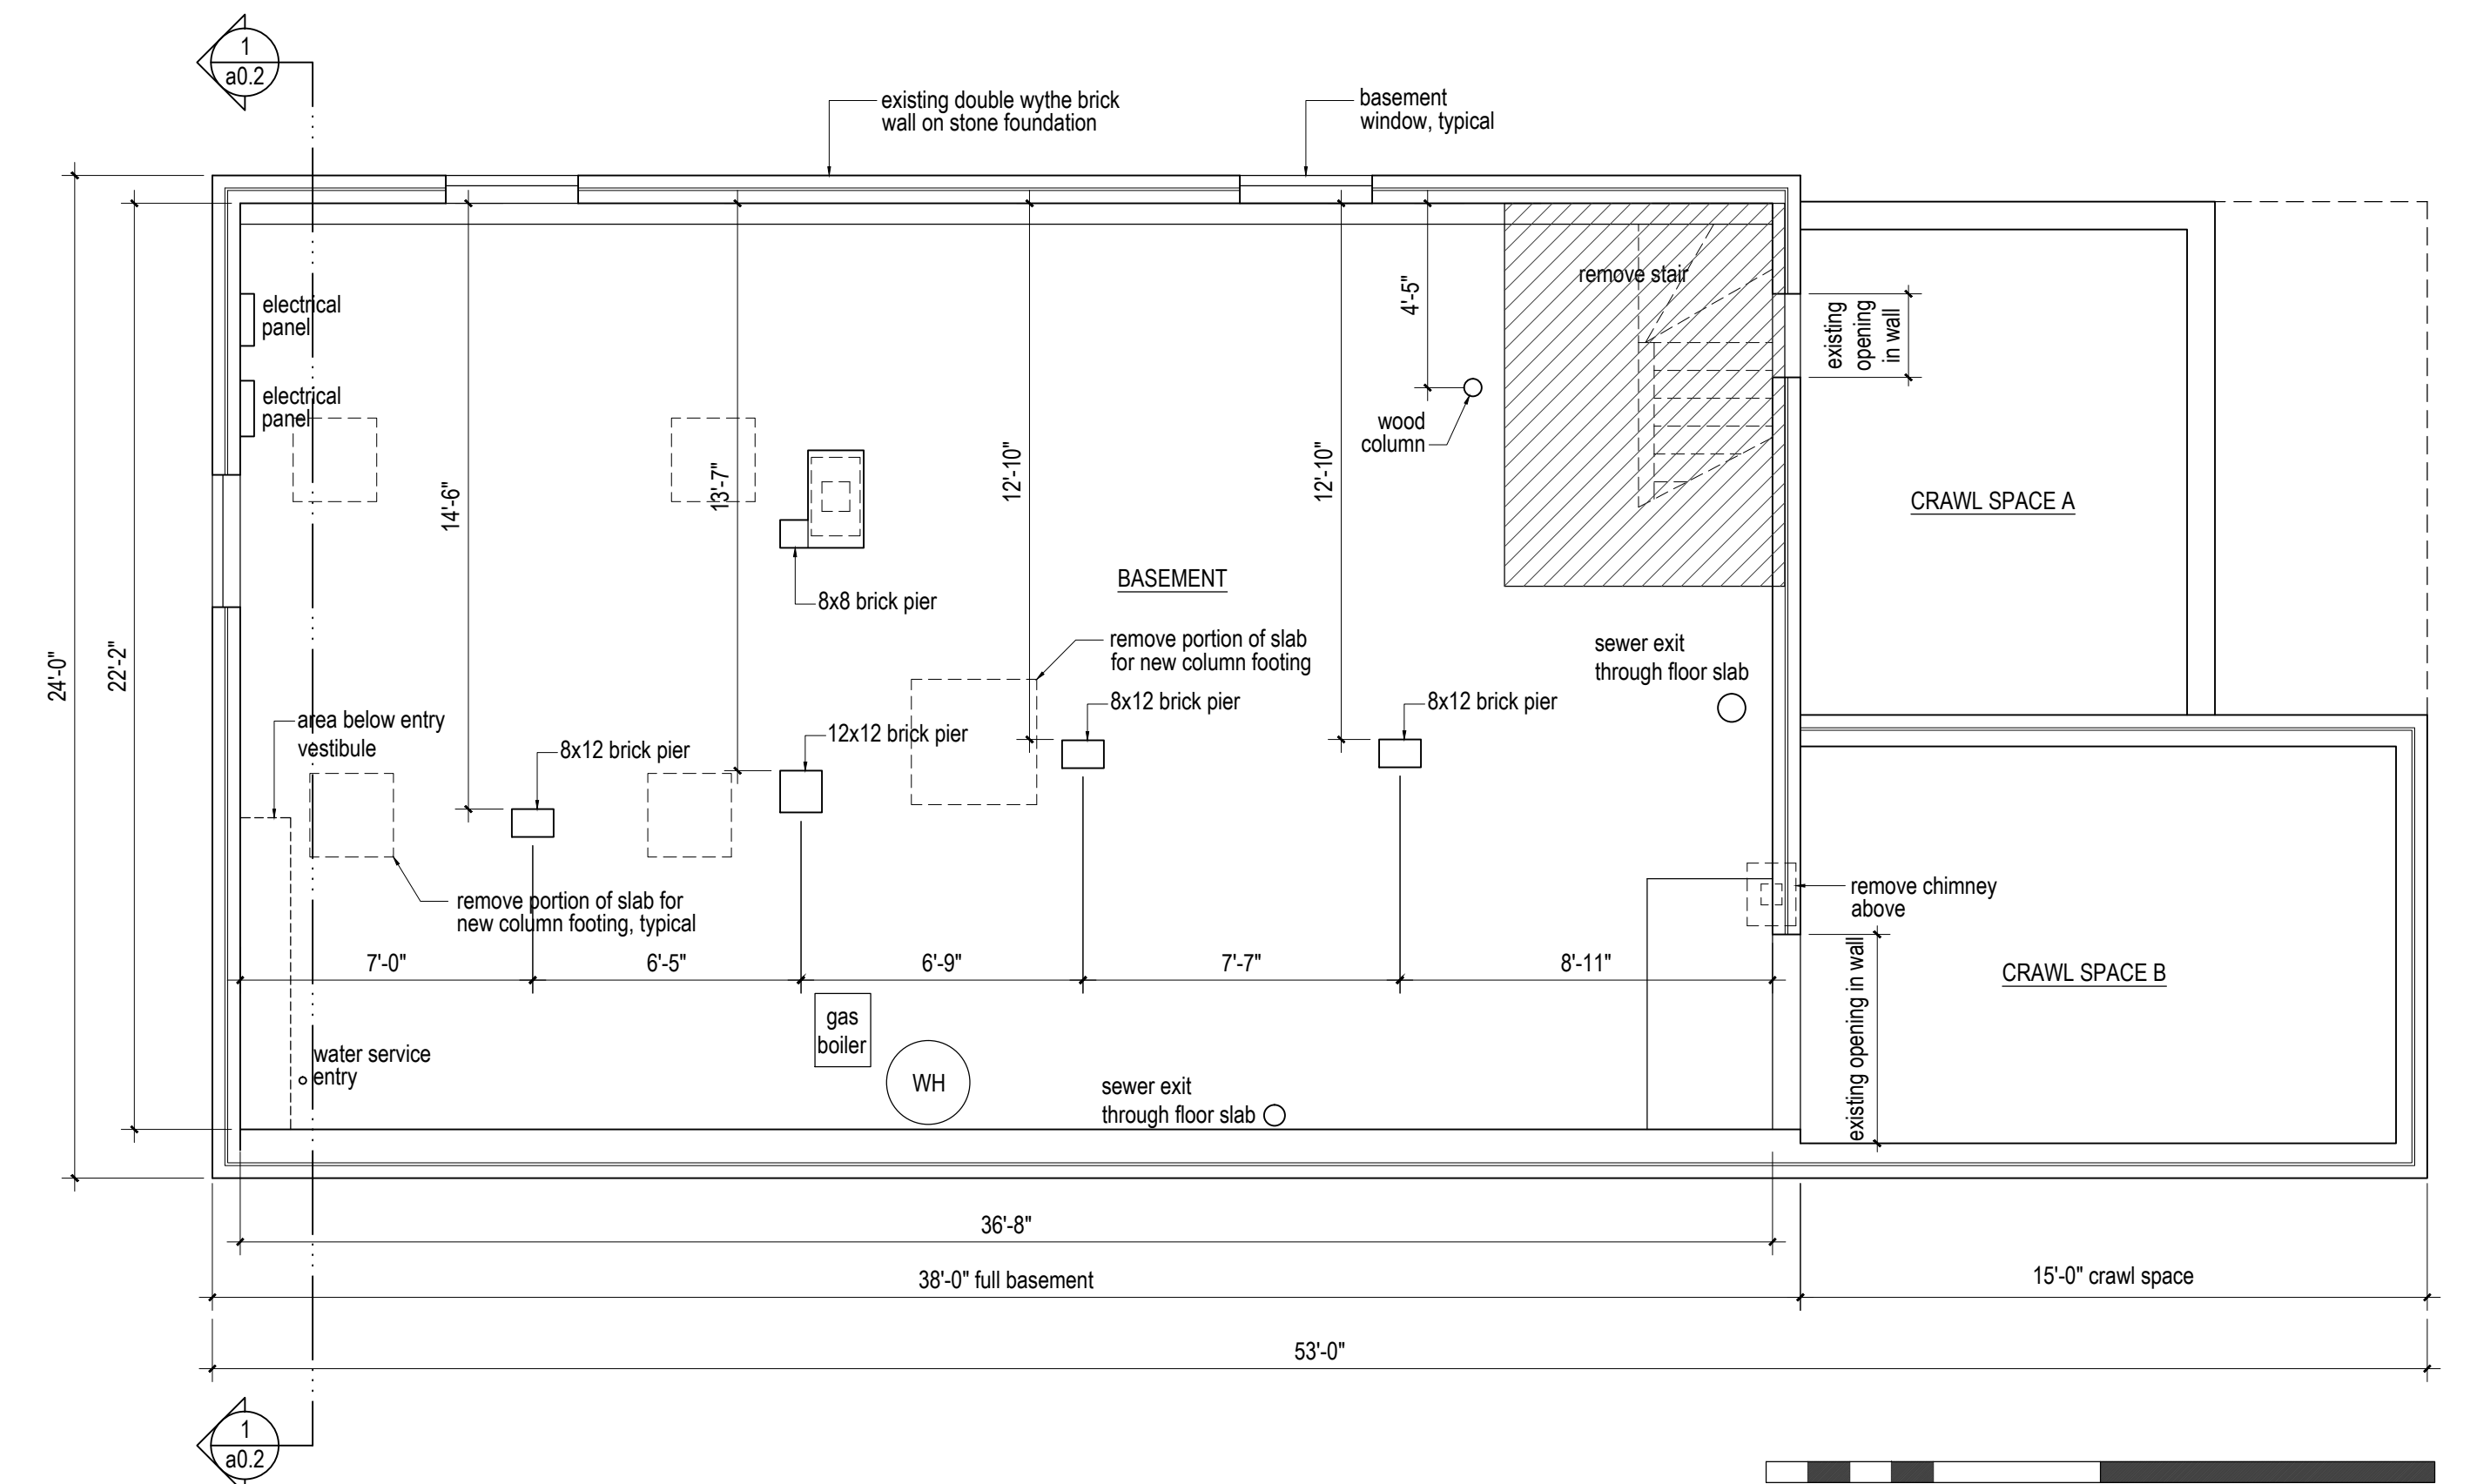 1
a0.2
existing double wythe brick
wall on stone foundation
basement
window, typical
electrical
panel
electrical
panel
remove stair
4'-5"
existing
opening
in wall
wood
column
14'-6"
13'-7"
12'-10"
12'-10"
CRAWL SPACE A
BASEMENT
8x8 brick pier
24'-0"
22'-2"
remove portion of slab
for new column footing
sewer exit
through floor slab
8x12 brick pier
8x12 brick pier
area below entry
vestibule
12x12 brick pier
8x12 brick pier
remove portion of slab for
new column footing, typical
remove chimney
above
7'-0"
6'-5"
6'-9"
7'-7"
8'-11"
existing opening in wall
CRAWL SPACE B
gas
boiler
water service
entry
WH
sewer exit
through floor slab
36'-8"
38'-0" full basement
15'-0" crawl space
53'-0"
1
a0.2